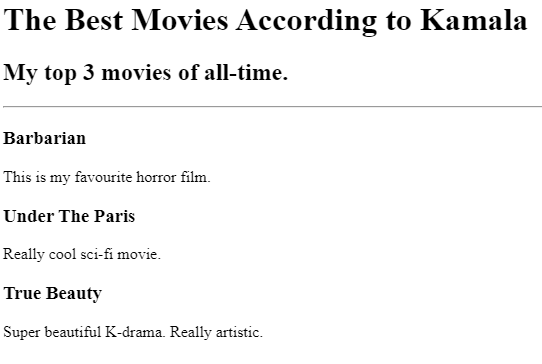 The Best Movies According to Kamala
My top 3 movies of all-time.
Barbarian
This is my favourite horror film.
Under The Paris
Really cool sci-fi movie.
True Beauty
Super beautiful K-drama. Really artistic.